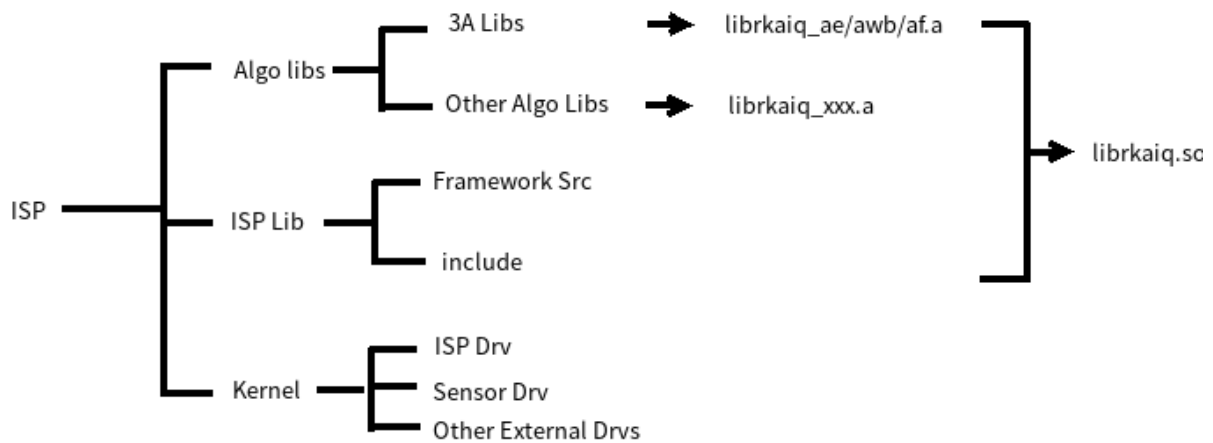 3A Libs
librkaiq_ae/awb/af.a
Algo libs
Other Algo Libs
librkaiq_xxx.a
librkaiq.so
Framework Src
ISP
ISP Lib
include
ISP Drv
Kernel
Sensor Drv
Other External Drvs